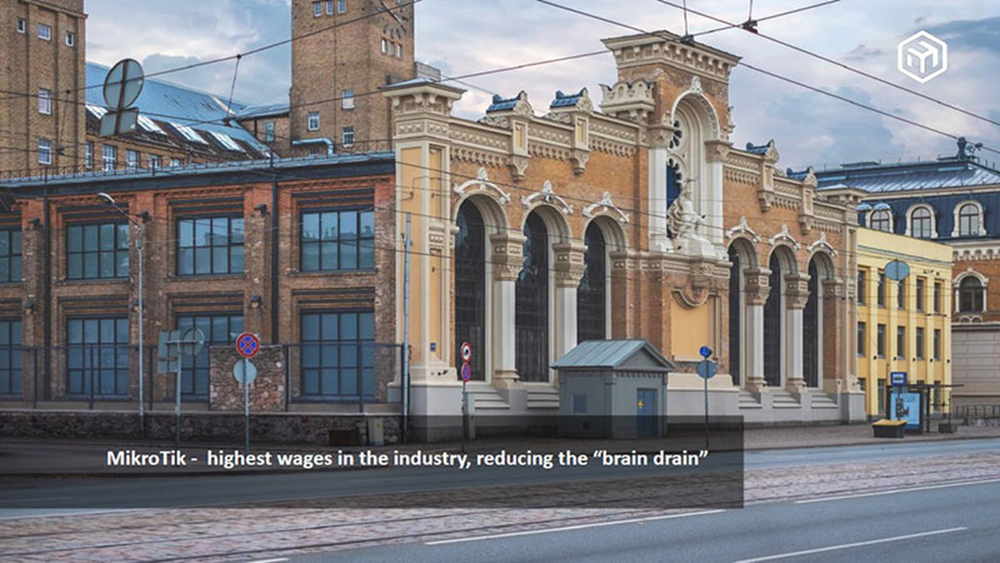 MikroTik -  highest wages in the industry, reducing the “brain drain”